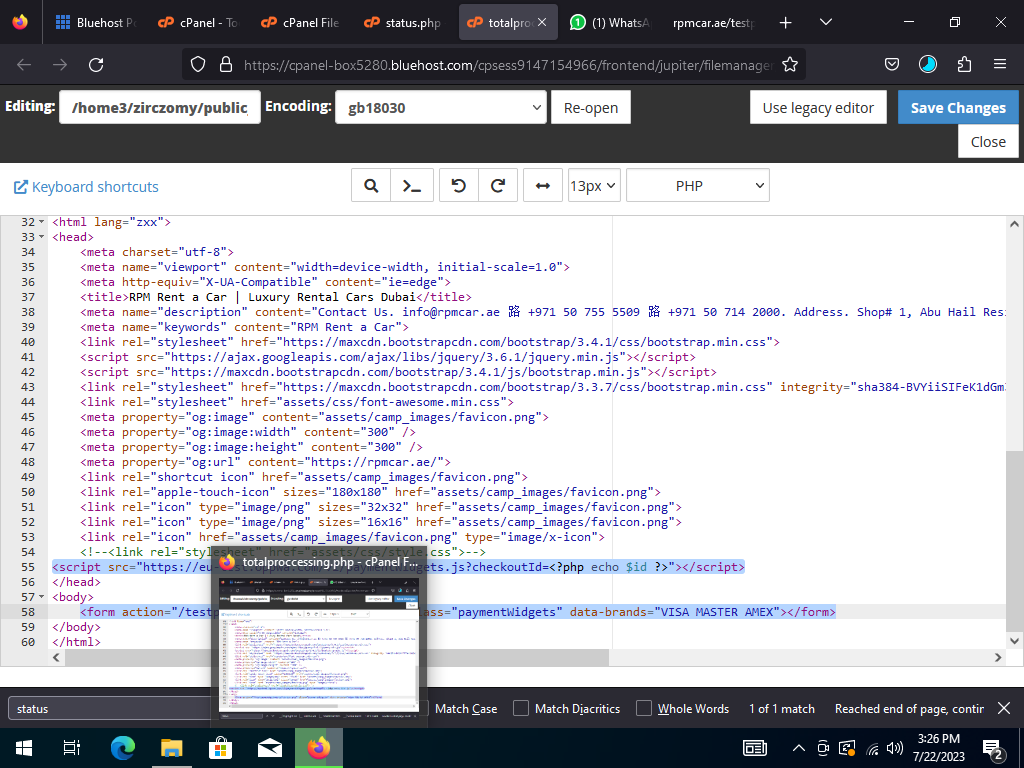 Bluehost Po
cPanel - To
cPanel File
status.php
totalproc
(1) WhatsA
rpmcar.ae/testp
https://cpanel-box5280.bluehost.com/cpsess9147154966/frontend/jupiter/filemanager
Editing:
/home3/zirczomy/public_
Encoding:
gb18030
Re-open
Use legacy editor
Save Changes
Close
Keyboard shortcuts
13px
PHP
32 <html lang="zxx">
33 <head>
34 <meta charset="utf-8">
35 <meta name="viewport" content="width=device-width, initial-scale=1.0">
36 <meta http-equiv="X-UA-Compatible" content="ie=edge">
37 <title>RPM Rent a Car | Luxury Rental Cars Dubai</title>
38 <meta name="description" content="Contact Us. info@rpmcar.ae 路 +971 50 755 5509 路 +971 50 714 2000. Address. Shop# 1, Abu Hail Resi
39 <meta name="keywords" content="RPM Rent a Car">
40 <link rel="stylesheet" href="https://maxcdn.bootstrapcdn.com/bootstrap/3.4.1/css/bootstrap.min.css">
41 <script src="https://ajax.googleapis.com/ajax/libs/jquery/3.6.1/jquery.min.js"></script>
42 <script src="https://maxcdn.bootstrapcdn.com/bootstrap/3.4.1/js/bootstrap.min.js"></script>
43 <link rel="stylesheet" href="https://maxcdn.bootstrapcdn.com/bootstrap/3.3.7/css/bootstrap.min.css" integrity="sha384-BVYiiSIFeK1dGm
44 <link rel="stylesheet" href="assets/css/font-awesome.min.css">
45 <meta property="og:image" content="assets/camp_images/favicon.png">
46 <meta property="og:image:width" content="300" />
47 <meta property="og:image:height" content="300" />
48 <meta property="og:url" content="https://rpmcar.ae/">
49 <link rel="shortcut icon" href="assets/camp_images/favicon.png">
50 <link rel="apple-touch-icon" sizes="180x180" href="assets/camp_images/favicon.png">
51 <link rel="icon" type="image/png" sizes="32x32" href="assets/camp_images/favicon.png">
52 <link rel="icon" type="image/png" sizes="16x16" href="assets/camp_images/favicon.png">
53 <link rel="icon" href="assets/camp_images/favicon.png" type="image/x-icon">
54 <!--<link rel="stylesheet" href="assets/css/style.css">-->
55 <script src="https://eu- .js?checkoutId=<?php echo $id ?>"></script>
56 </head>
57 <body>
58 <form action="/testp class="paymentWidgets" data-brands="VISA MASTER AMEX"></form>
59 </body>
60 </html>
totalproccessing.php - cPanel F...
status
Match Case
Match Diacritics
Whole Words
1 of 1 match
Reached end of page, contin
3:26 PM
7/22/2023
2